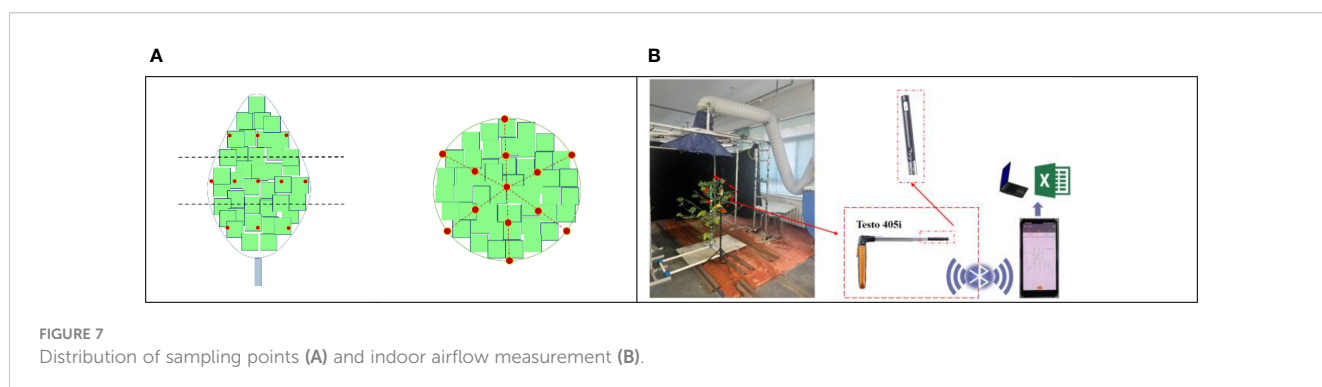 A
B
Testo 405i
X
FIGURE 7
Distribution of sampling points (A) and indoor airflow measurement (B).